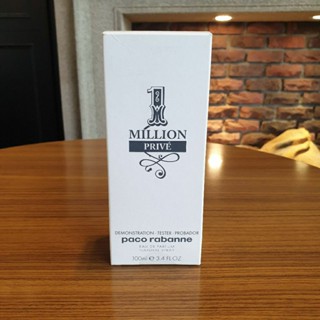 1
MILLION
PRIVÉ
DEMONSTRATION - TESTER - PROBADOR
paco rabanne
EAU DE PARFUM
100ml ℮ 3.4 FL.OZ